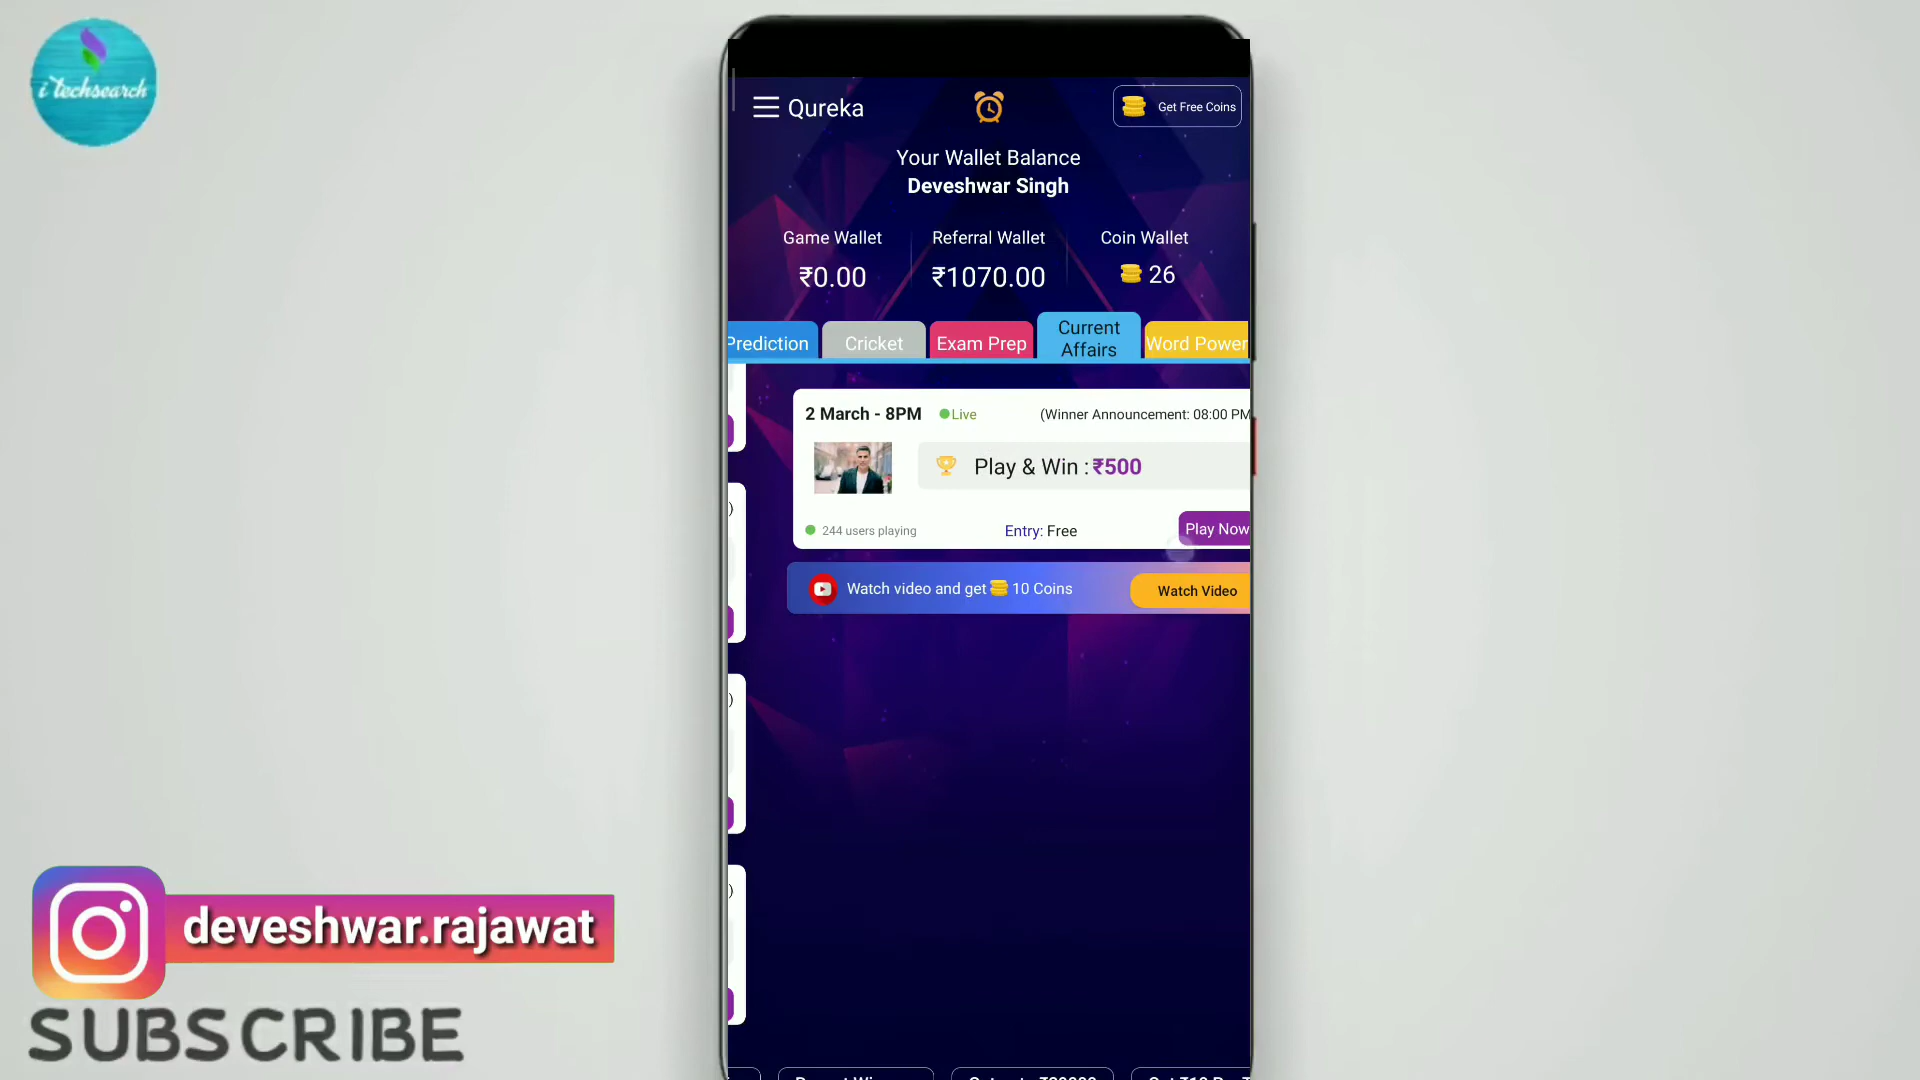 i Techsearch
Qureka
Get Free Coins
Your Wallet Balance
Deveshwar Singh
Game Wallet
Referral Wallet
Coin Wallet
₹0.00
₹1070.00
26
Prediction
Cricket
Exam Prep
Current
Affairs
Word Power
2 March - 8PM
Live
(Winner Announcement: 08:00 PM
Play & Win : ₹500
244 users playing
Entry: Free
Play Now
Watch video and get 10 Coins
Watch Video
)
)
)
deveshwar.rajawat
SUBSCRIBE